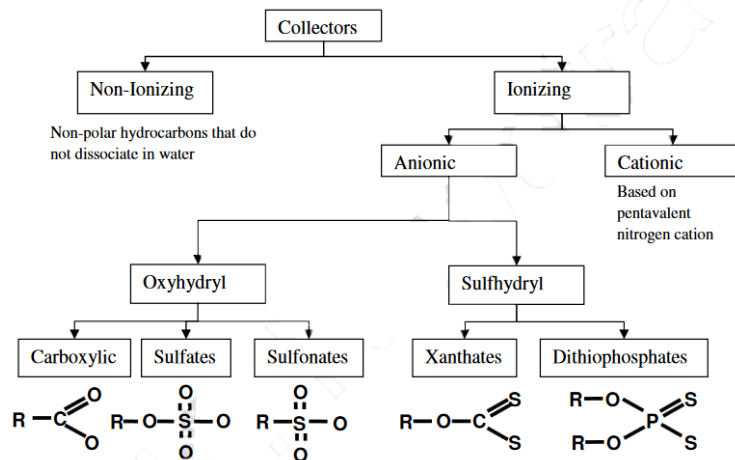 Collectors
Non-Ionizing
Ionizing
Non-polar hydrocarbons that do
not dissociate in water
Anionic
Cationic
Based on
pentavalent
nitrogen cation
Oxyhydryl
Sulfhydryl
Carboxylic
Sulfates
Sulfonates
Xanthates
Dithiophosphates
O
R C
O
O
R O S O
O
O
R S O
O
S
R O C
S
R O S
P
R O S